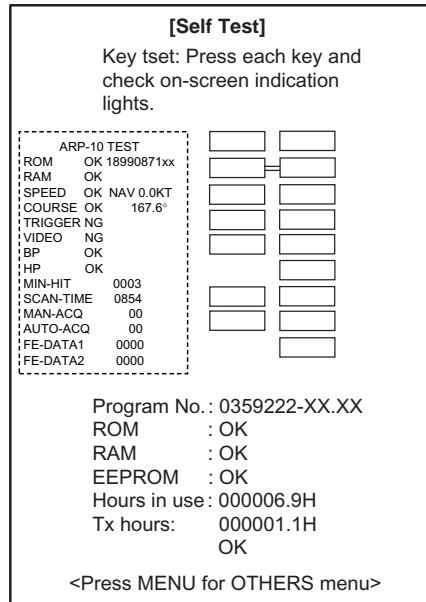 [Self Test]
Key tset: Press each key and
check on-screen indication
lights.
ARP-10 TEST
ROM OK 18990871xx
RAM OK
SPEED OK NAV 0.0KT
COURSE OK 167.6°
TRIGGER NG
VIDEO NG
BP OK
HP OK
MIN-HIT 0003
SCAN-TIME 0854
MAN-ACQ 00
AUTO-ACQ 00
FE-DATA1 0000
FE-DATA2 0000
Program No. : 0359222-XX.XX
ROM : OK
RAM : OK
EEPROM : OK
Hours in use : 000006.9H
Tx hours: 000001.1H
OK
<Press MENU for OTHERS menu>